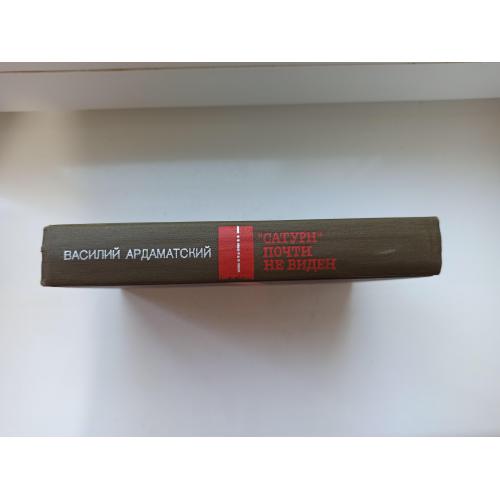 ВАСИЛИЙ АРДАМАТСКИЙ
"САТУРН"
ПОЧТИ
НЕ ВИДЕН